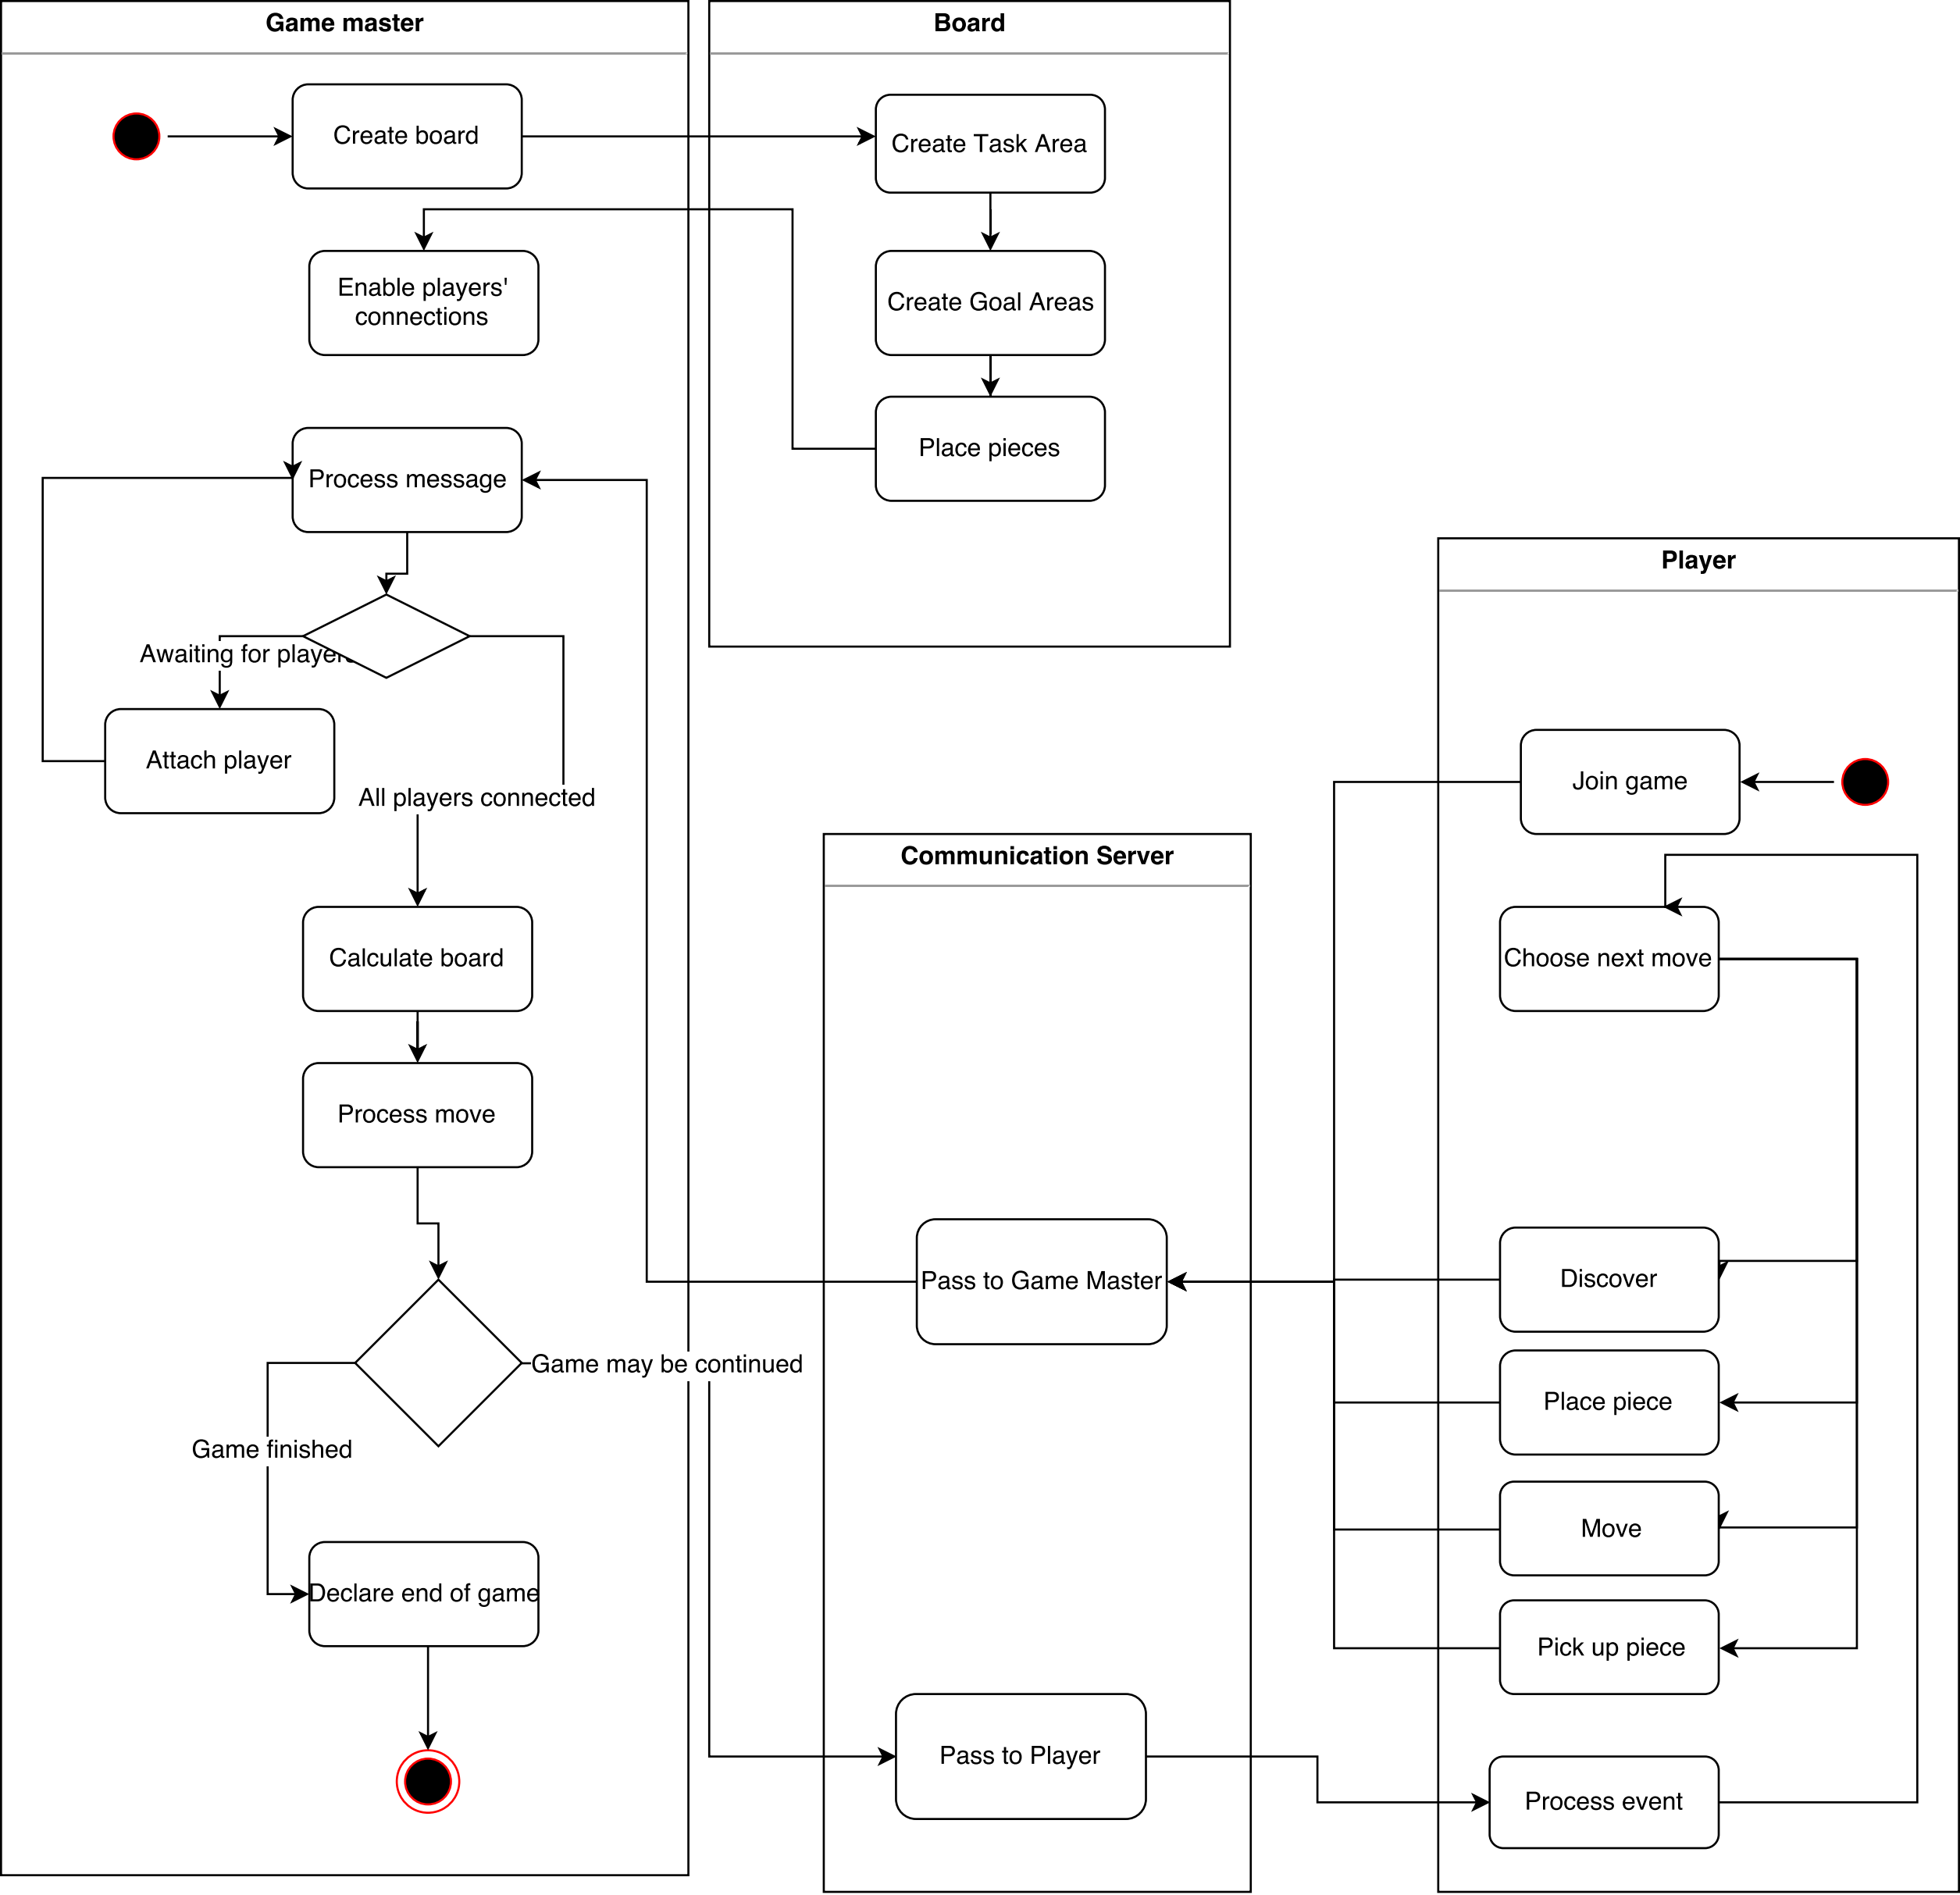 Game master
Create board
Enable players'
connections
Process message
Awaiting for players
Attach player
All players connected
Calculate board
Process move
Game may be continued
Game finished
Declare end of game
Board
Create Task Area
Create Goal Areas
Place pieces
Communication Server
Pass to Game Master
Pass to Player
Player
Join game
Choose next move
Discover
Place piece
Move
Pick up piece
Process event